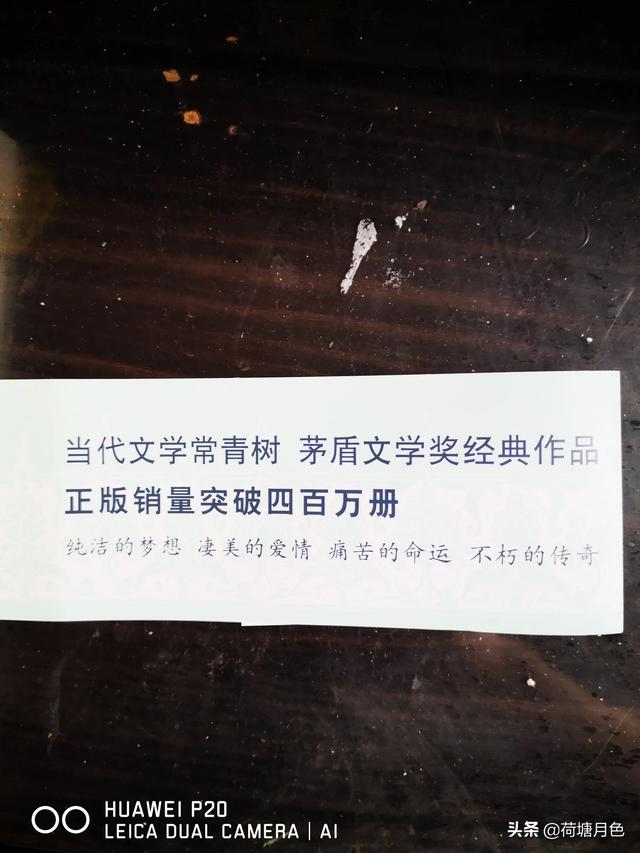 当代文学常青树 茅盾文学奖经典作品
正版销量突破四百万册
纯洁的梦想 凄美的爱情 痛苦的命运 不朽的传奇
HUAWEI P20
LEICA DUAL CAMERA | AI
头条 @荷塘月色